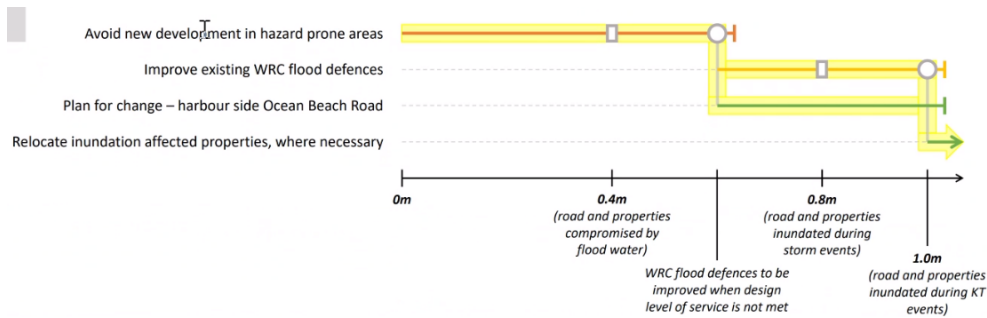 Avoid new development in hazard prone areas
Improve existing WRC flood defences
Plan for change – harbour side Ocean Beach Road
Relocate inundation affected properties, where necessary
0m
0.4m
(road and properties
compromised by
flood water)
WRC flood defences to be
improved when design
level of service is not met
0.8m
(road and properties
inundated during
storm events)
1.0m
(road and properties
inundated during KT
events)